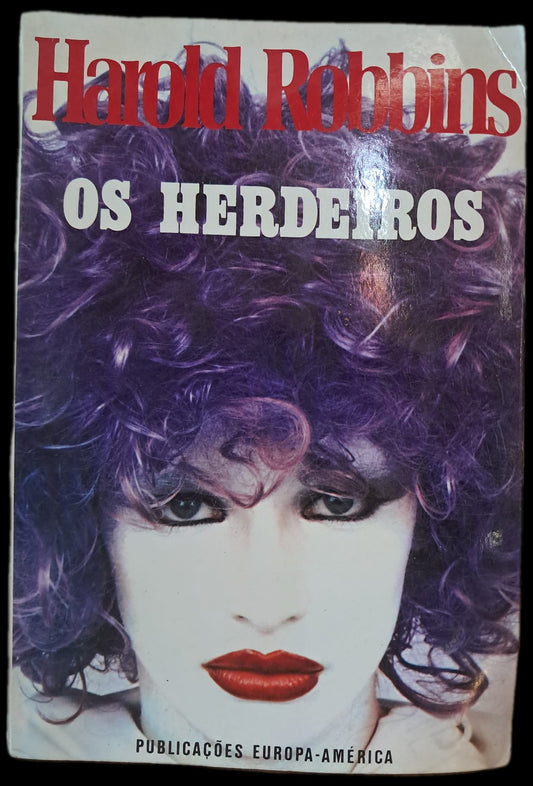 Harold Robbins
OS HERDEIROS
PUBLICAÇÕES EUROPA-AMÉRICA